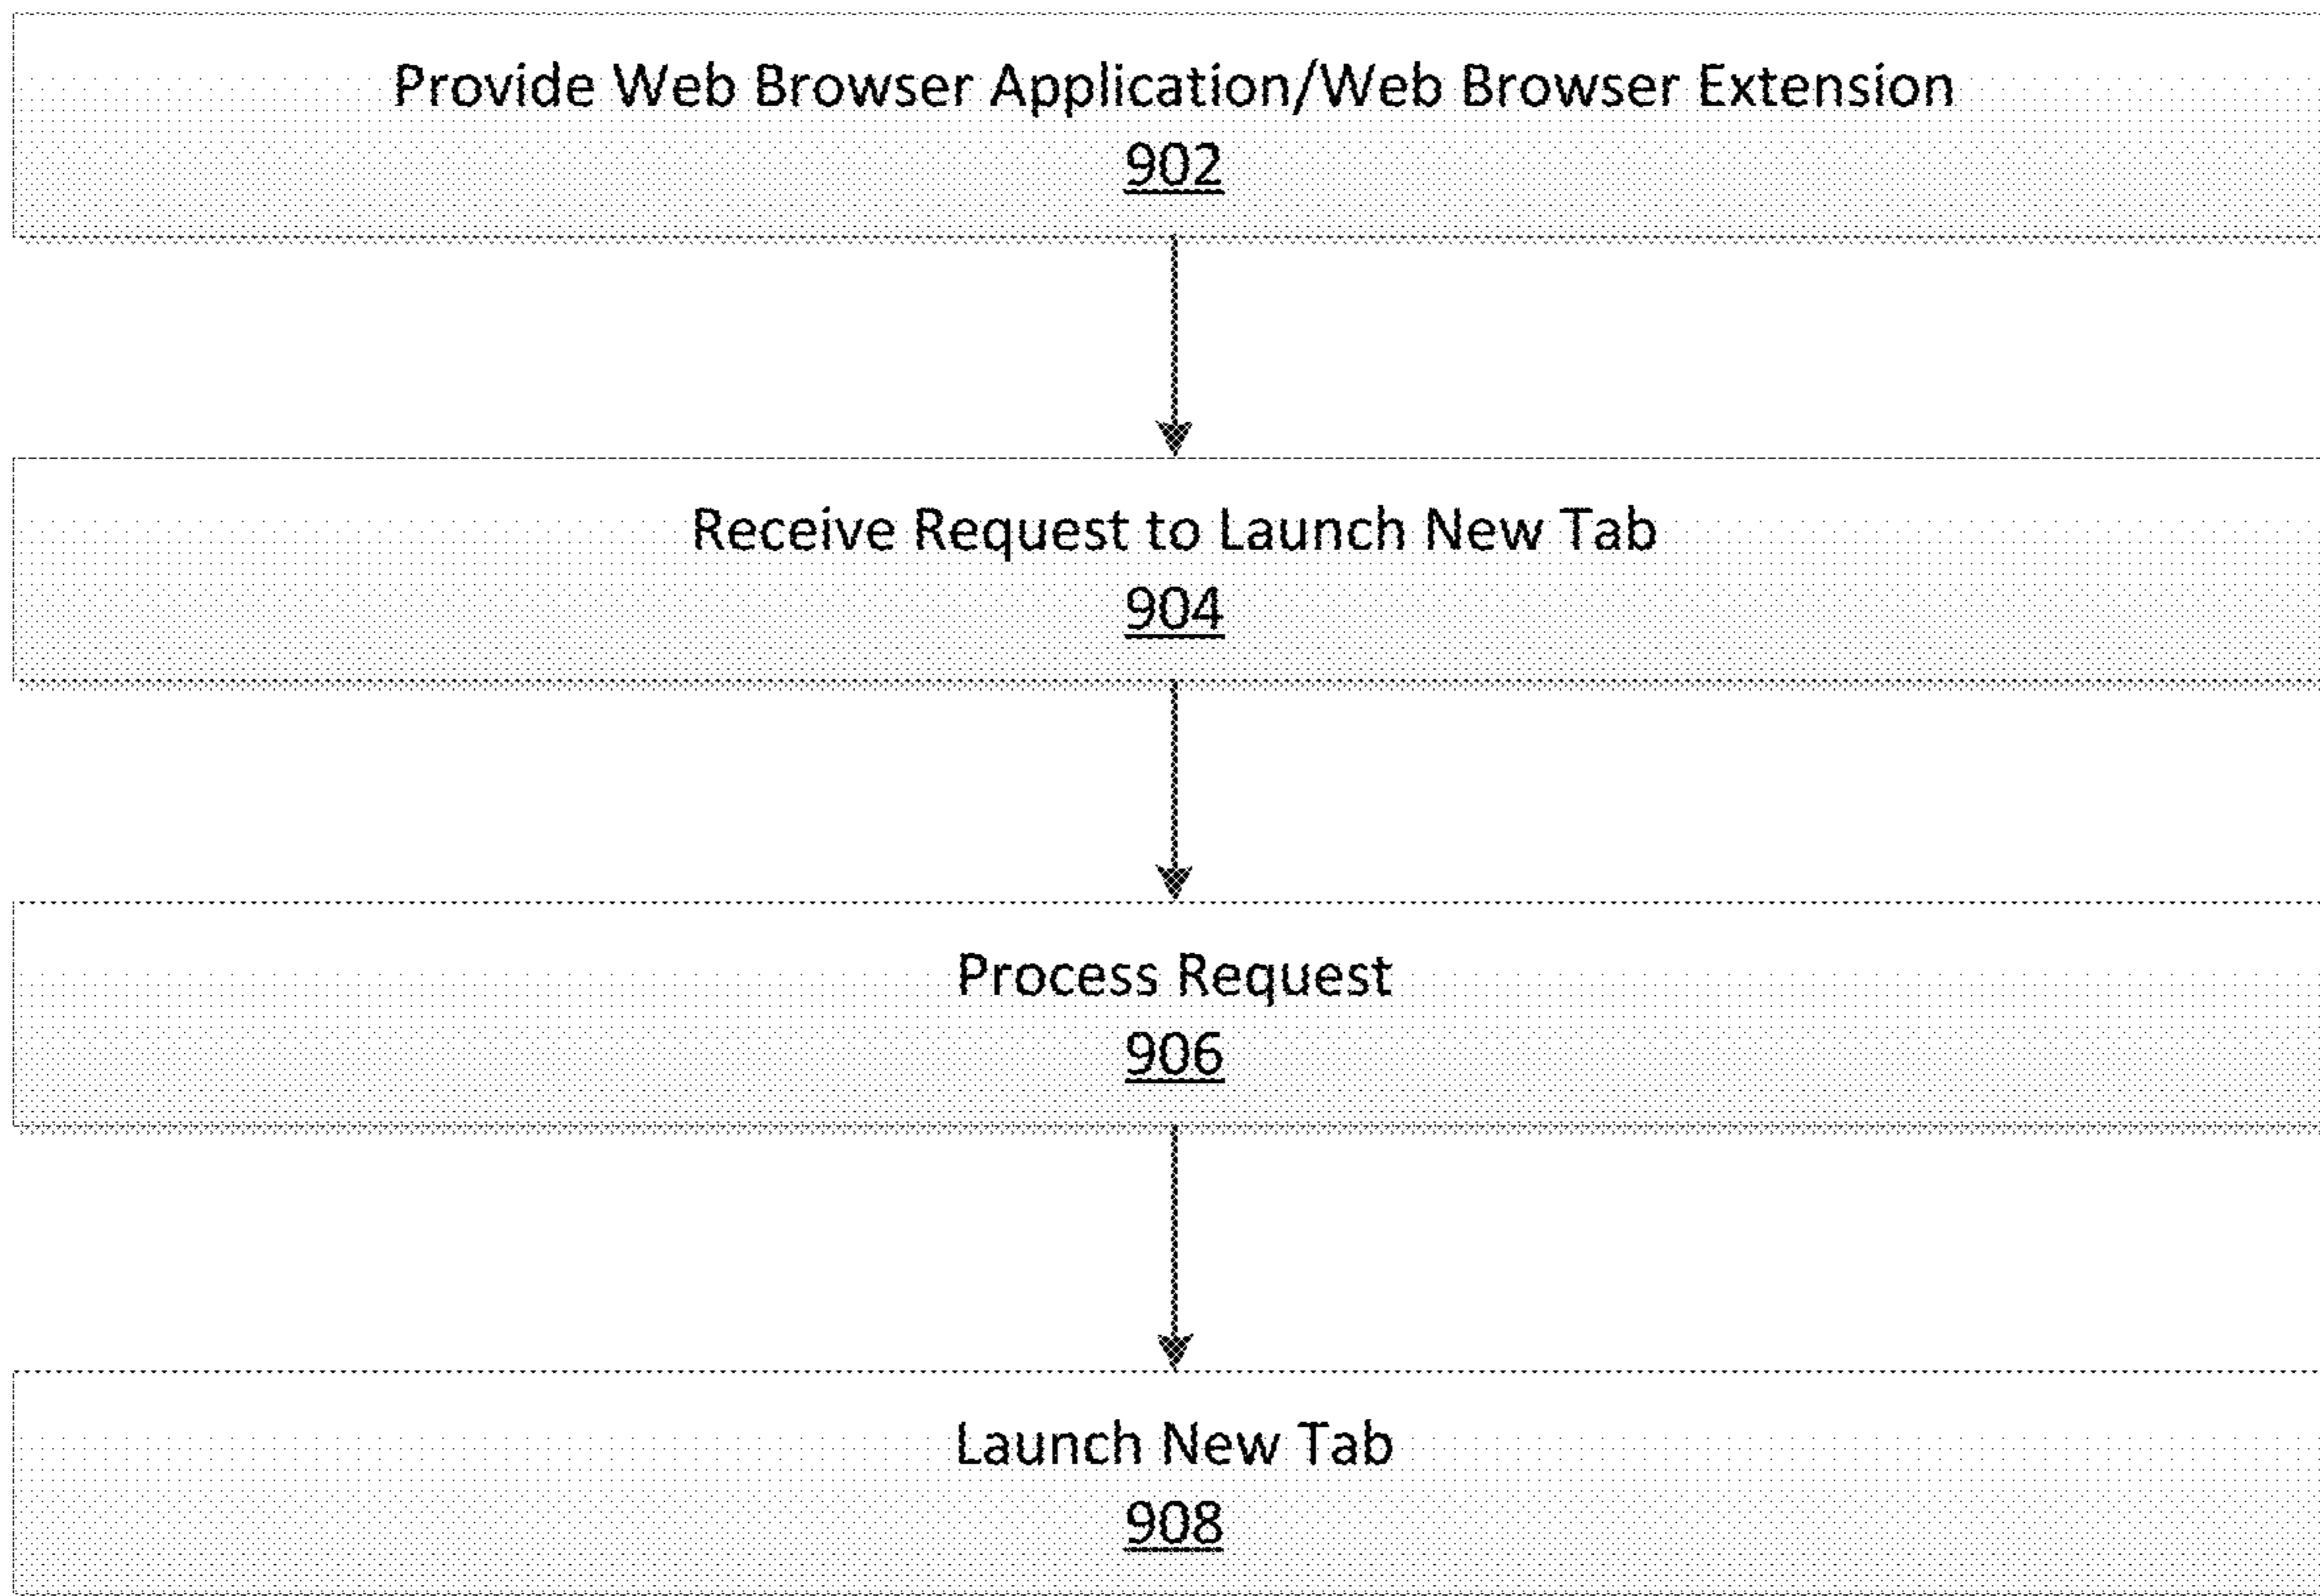 Provide Web Browser Application/Web Browser Extension
902
Receive Request to Launch New Tab
904
Process Request
906
Launch New Tab
908